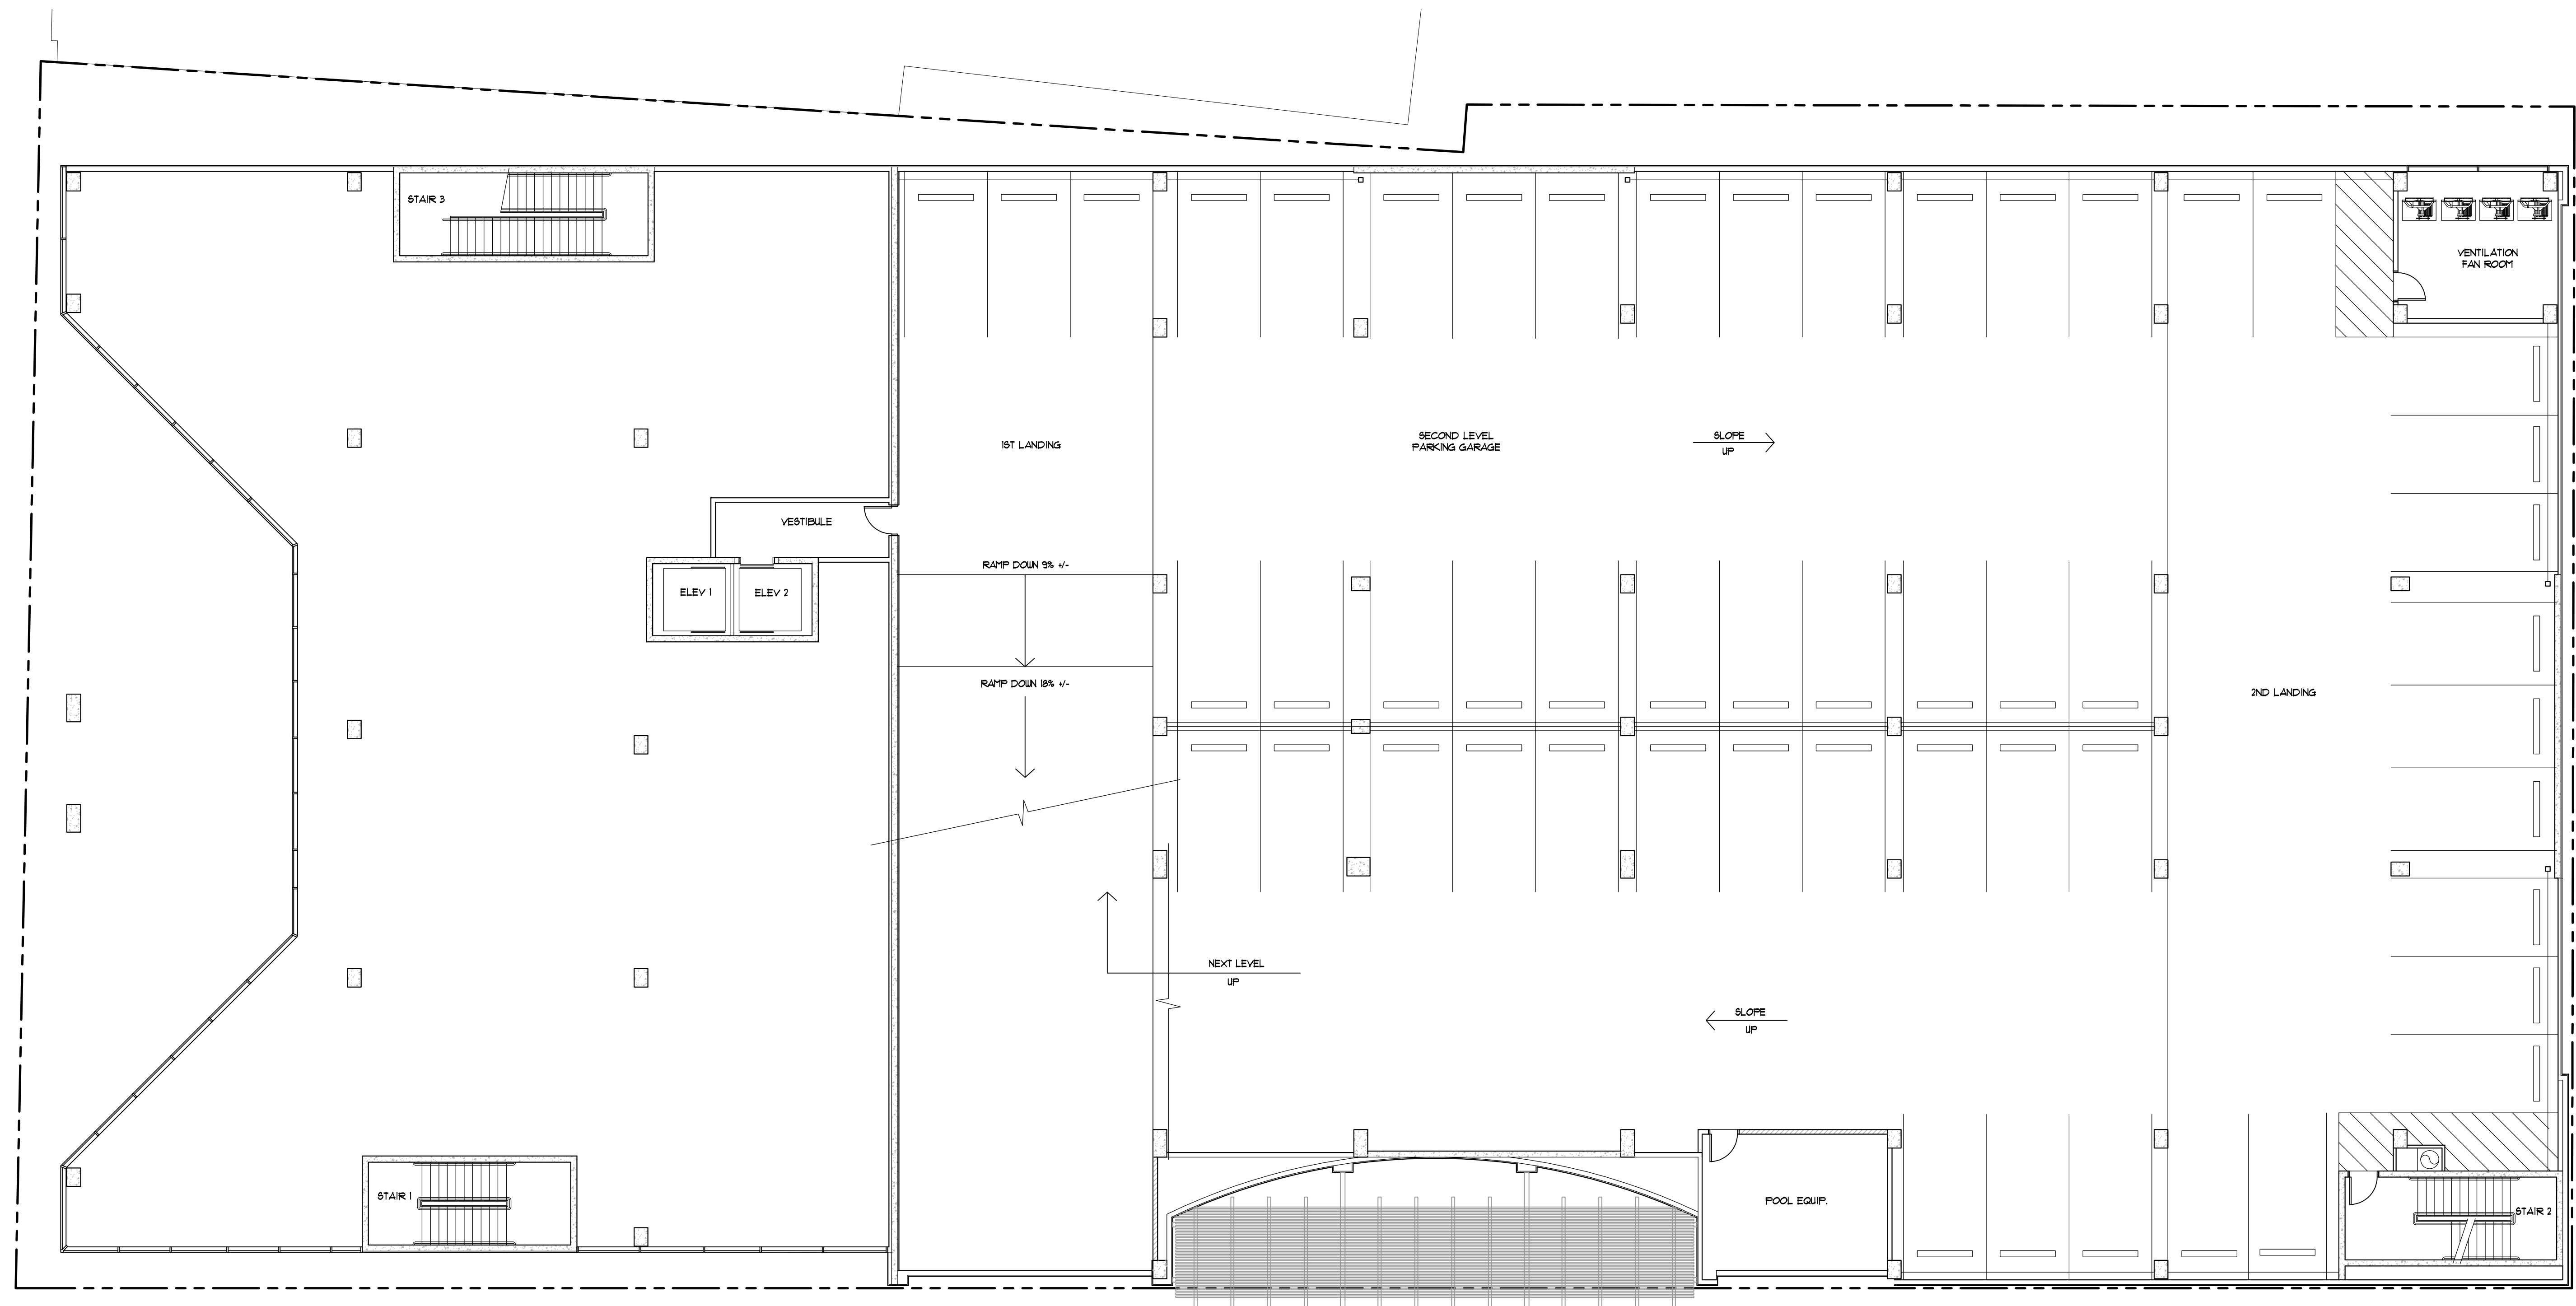 STAIR 3
VENTILATION
FAN ROOM
1ST LANDING
SECOND LEVEL
PARKING GARAGE
SLOPE
UP
VESTIBULE
RAMP DOWN 9% +/-
ELEV 1
ELEV 2
RAMP DOWN 18% +/-
2ND LANDING
NEXT LEVEL
UP
SLOPE
UP
STAIR 1
POOL EQUIP.
STAIR 2